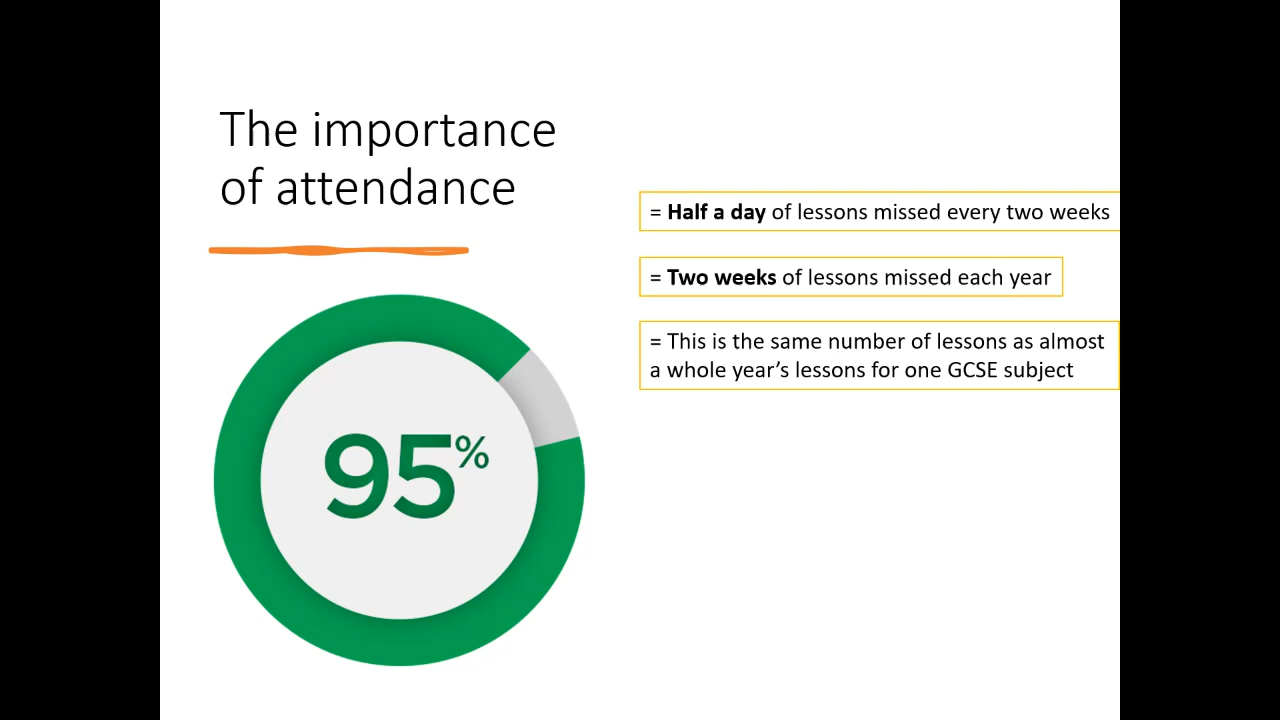 The importance
of attendance
= Half a day of lessons missed every two weeks
= Two weeks of lessons missed each year
= This is the same number of lessons as almost
a whole year’s lessons for one GCSE subject
95%